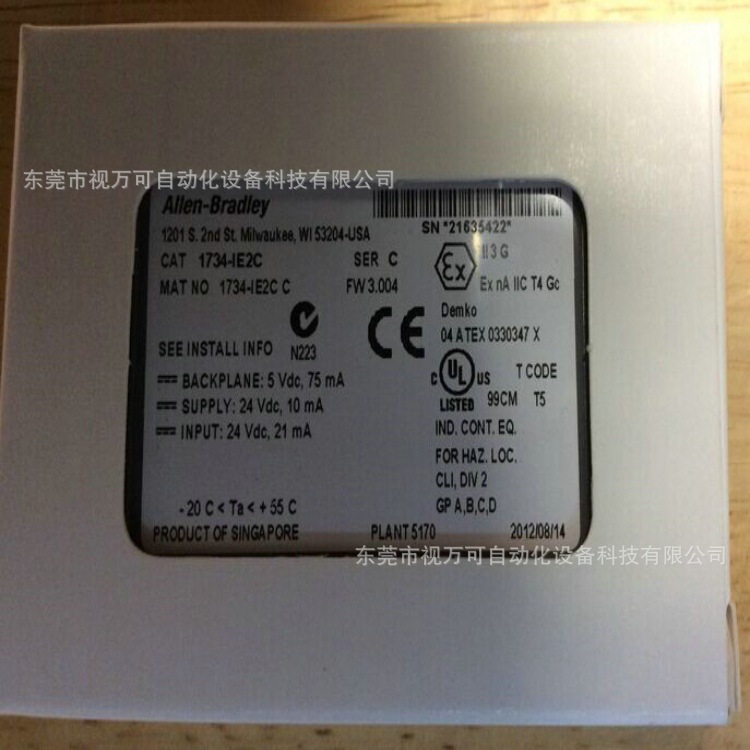 东莞市视万可自动化设备科技有限公司
Allen-Bradley
1201 S. 2nd St. Milwaukee, WI 53204-USA
SN "21635422"
CAT 1734-IE2C SER C
MAT NO 1734-IE2C C FW 3.004
Ex
II 3 G
Ex nA IIC T4 Gc
Demko
04 ATEX 0330347 X
SEE INSTALL INFO
N223
CE
C UL US
LISTED 99CM
T CODE
T5
BACKPLANE: 5 Vdc, 75 mA
SUPPLY: 24 Vdc, 10 mA
INPUT: 24 Vdc, 21 mA
IND. CONT. EQ.
FOR HAZ. LOC.
CLI, DIV 2
GP A,B,C,D
- 20 C < Ta < + 55 C
PRODUCT OF SINGAPORE PLANT 5170 2012/08/14
东莞市视万可自动化设备科技有限公司